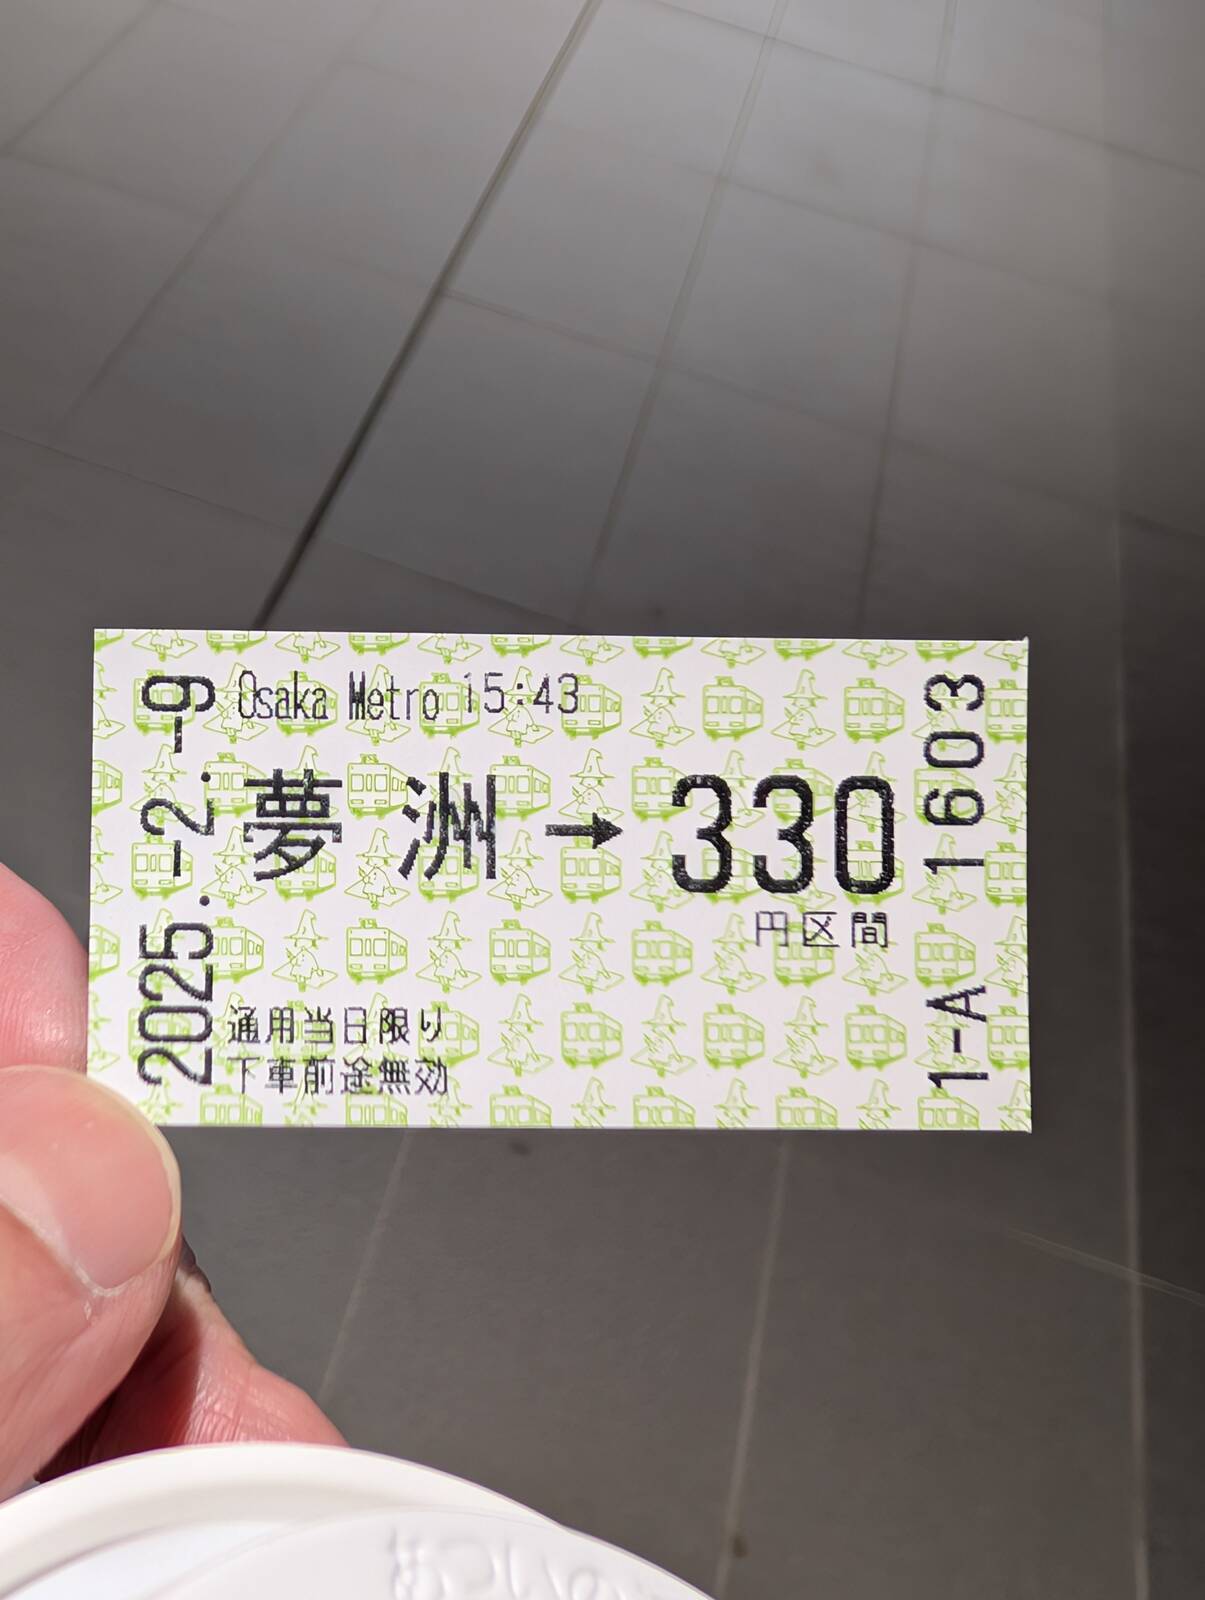 2025.-2.-9
Osaka Metro 15:43
夢洲→330
円区間
通用当日限り
下車前途無効
1-A 1603